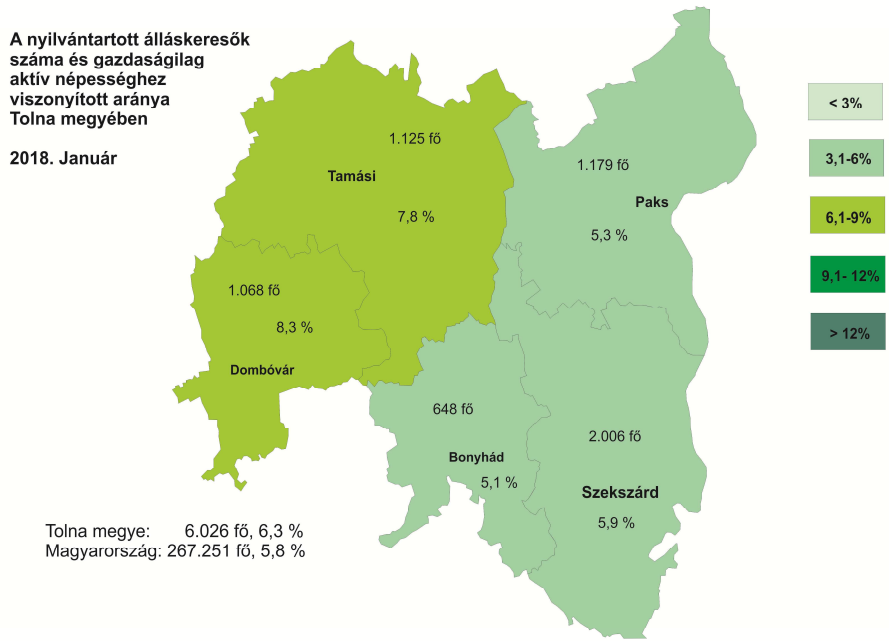 A nyilvántartott álláskeresők
száma és gazdaságilag
aktív népességhez
viszonyított aránya
Tolna megyében
2018. Január
1.125 fő
Tamási
7,8 %
1.179 fő
Paks
5,3 %
1.068 fő
8,3 %
Dombóvár
648 fő
Bonyhád
5,1 %
2.006 fő
Szekszárd
5,9 %
< 3%
3,1-6%
6,1-9%
9,1- 12%
> 12%
Tolna megye: 6.026 fő, 6,3 %
Magyarország: 267.251 fő, 5,8 %